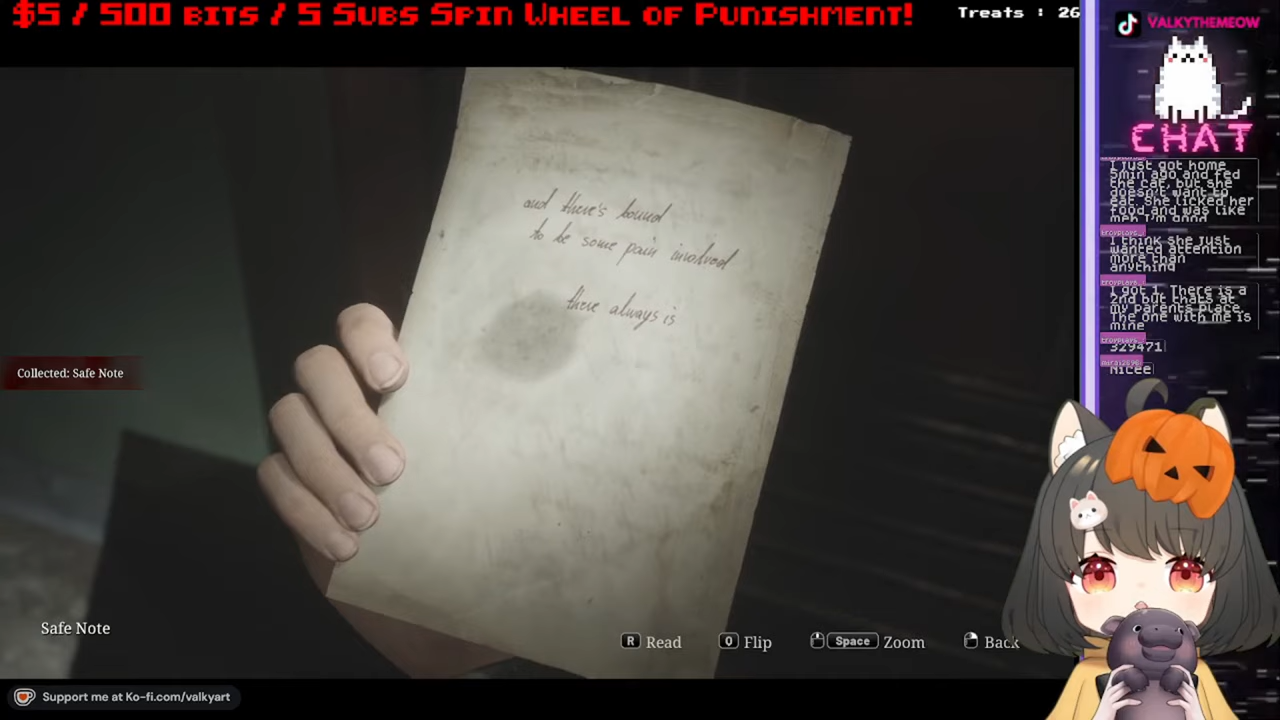 $5 / 500 bits / 5 Subs Spin Wheel of Punishment!
Treats : 26
VALKYTHEMEOW
CHAT
I just got home
5min ago and fed
the cat, but she
doesn't want to
eat. She licked her
food and was like
meh I'm good
I think she just
wanted attention
more than
anything
I got 1, There is a
2nd but thats at
my parents place.
The one with me is
mine
329471
Nicee
and there's bound
to be some pain involved
there always is
Collected: Safe Note
Safe Note
R Read
Q Flip
Space Zoom
Back
Support me at Ko-fi.com/valkyart